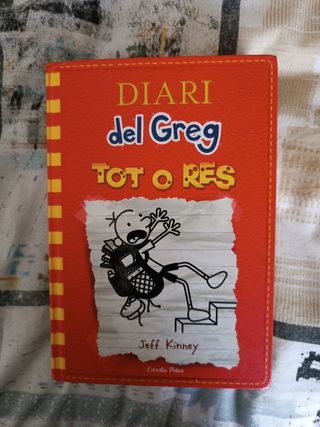 DIARI
del Greg
TOT O RES
Jeff Kinney
Estrella Polar